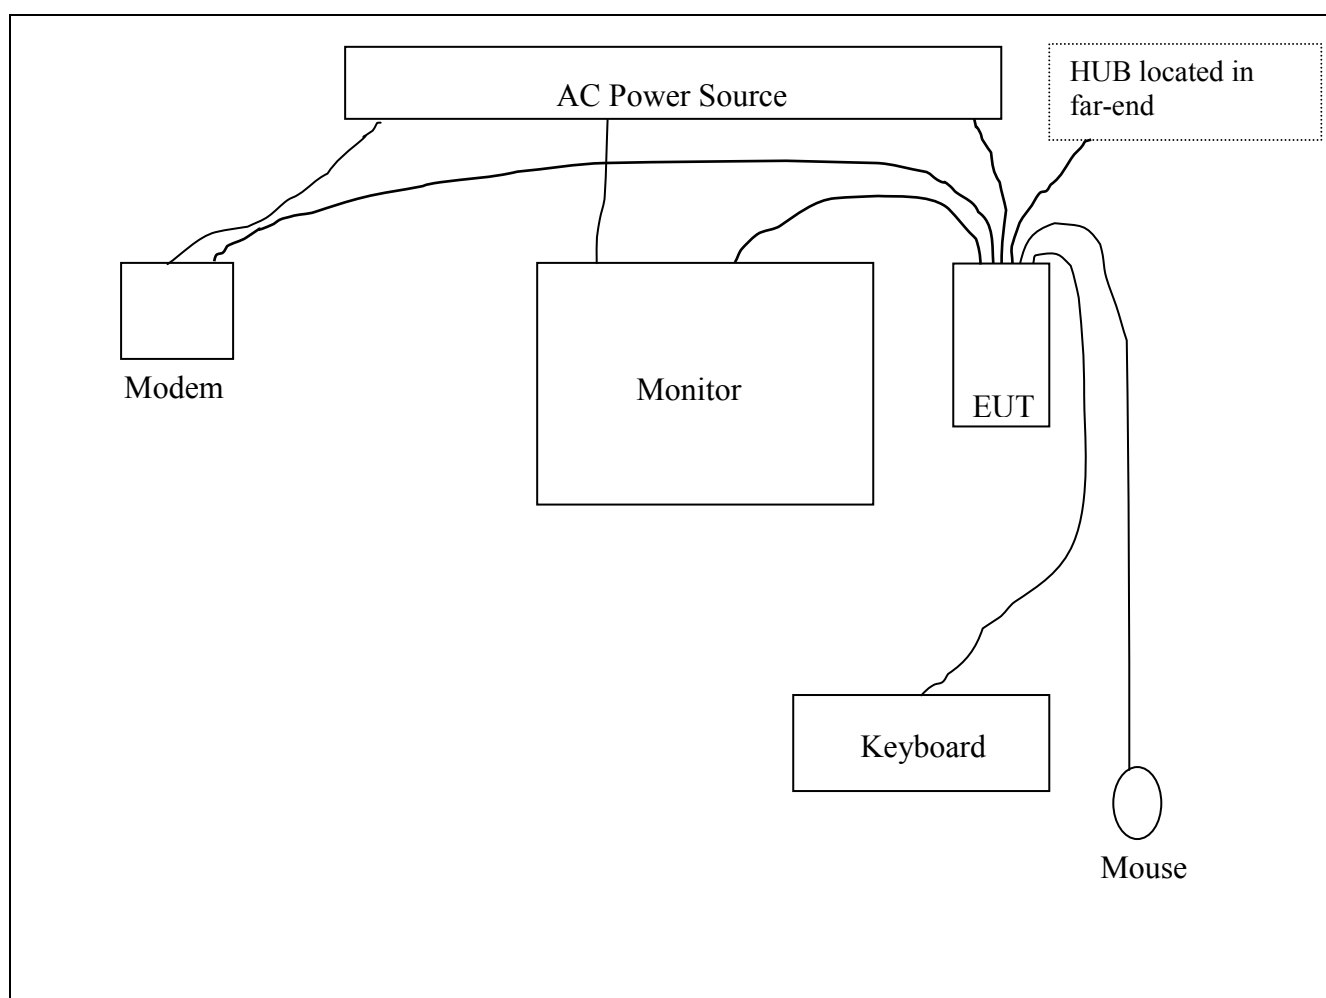 AC Power Source
HUB located in
far-end
Modem
Monitor
EUT
Keyboard
Mouse